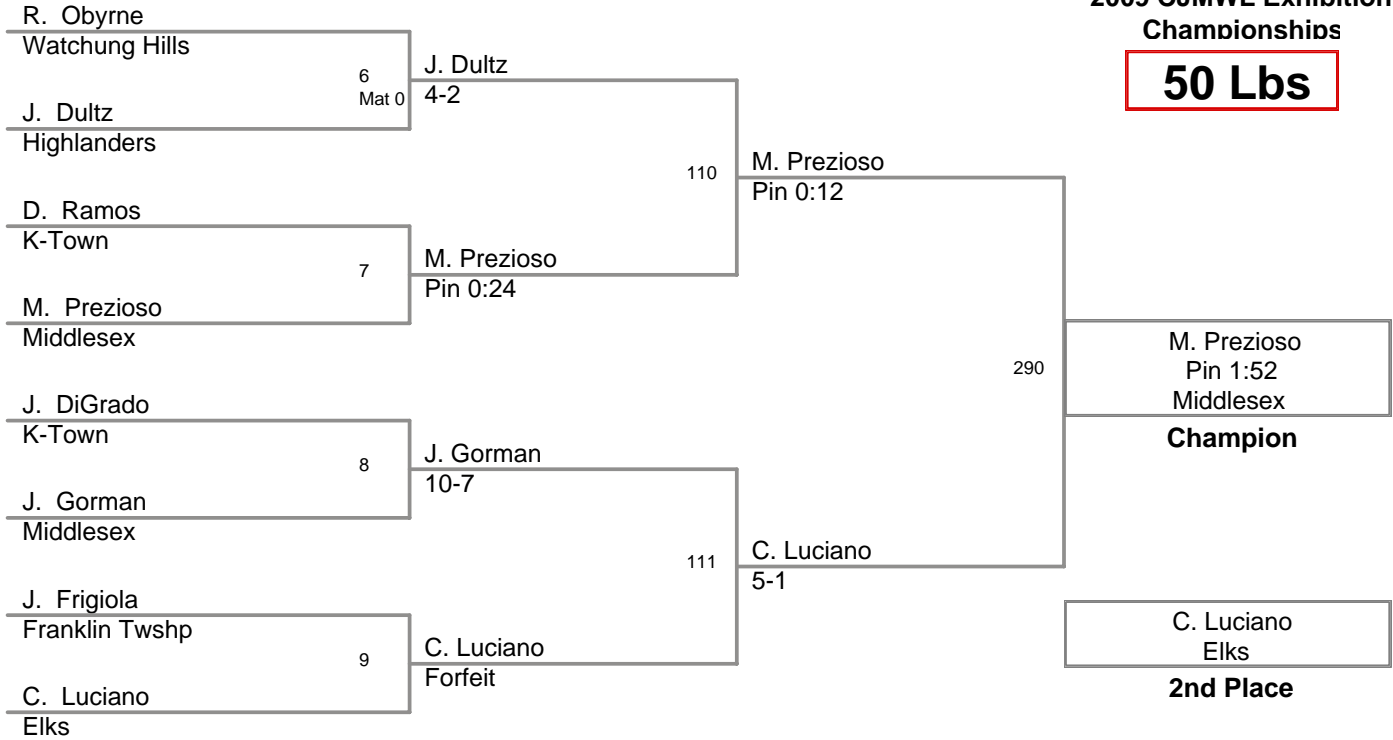 2009 CJMWL Exhibition
Championships
50 Lbs
R. Obyrne
Watchung Hills
6
Mat 0
J. Dultz
Highlanders
J. Dultz
4-2
D. Ramos
K-Town
7
M. Prezioso
Middlesex
M. Prezioso
Pin 0:24
110
M. Prezioso
Pin 0:12
J. DiGrado
K-Town
8
J. Gorman
Middlesex
J. Gorman
10-7
J. Frigiola
Franklin Twshp
9
C. Luciano
Elks
C. Luciano
Forfeit
111
C. Luciano
5-1
290
M. Prezioso
Pin 1:52
Middlesex
Champion
C. Luciano
Elks
2nd Place